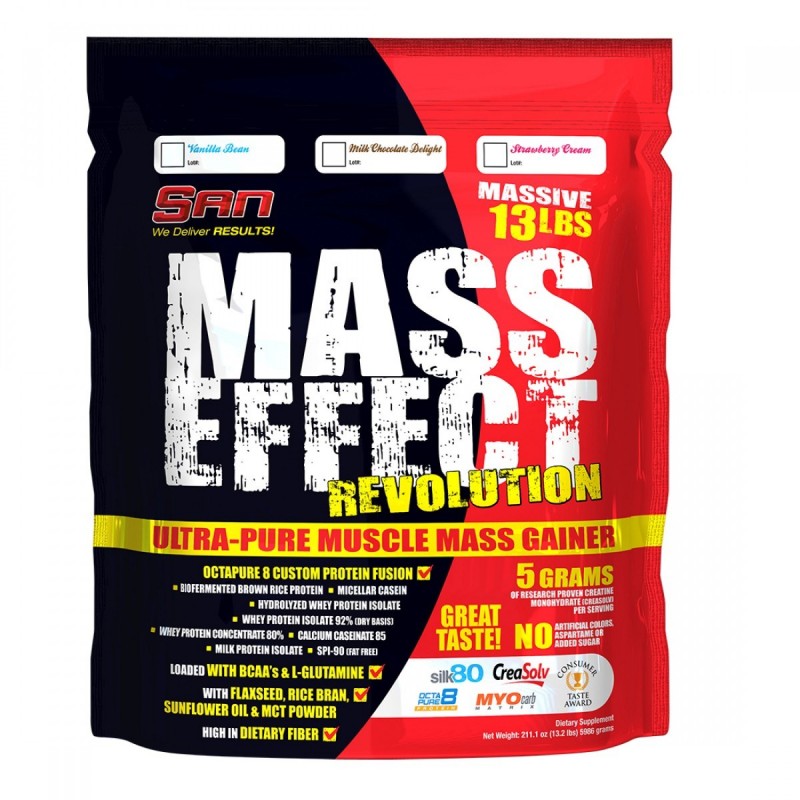 Vanilla Bean
Lot#:
Milk Chocolate Delight
Lot#:
Strawberry Cream
Lot#:
SAN
We Deliver RESULTS!
MASSIVE
13LBS
MASS
EFFECT
REVOLUTION
ULTRA-PURE MUSCLE MASS GAINER
OCTAPURE 8 CUSTOM PROTEIN FUSION
▪ BIOFERMENTED BROWN RICE PROTEIN ▪ MICELLAR CASEIN
▪ HYDROLYZED WHEY PROTEIN ISOLATE
▪ WHEY PROTEIN ISOLATE 92% (DRY BASIS)
▪ WHEY PROTEIN CONCENTRATE 80% ▪ CALCIUM CASEINATE 85
▪ MILK PROTEIN ISOLATE ▪ SPI-90 (FAT FREE)
LOADED WITH BCAA's & L-GLUTAMINE
WITH FLAXSEED, RICE BRAN,
SUNFLOWER OIL & MCT POWDER
HIGH IN DIETARY FIBER
5 GRAMS
OF RESEARCH PROVEN CREATINE
MONOHYDRATE (CREASOLV)
PER SERVING
GREAT
TASTE!
NO ARTIFICIAL COLORS,
ASPARTAME OR
ADDED SUGAR
silk80
CreaSolv
CONSUMER
TASTE
AWARD
OCTA
PURE 8
PROTEIN
MYOcarb
MATRIX
Dietary Supplement
Net Weight: 211.1 oz (13.2 lbs) 5986 grams